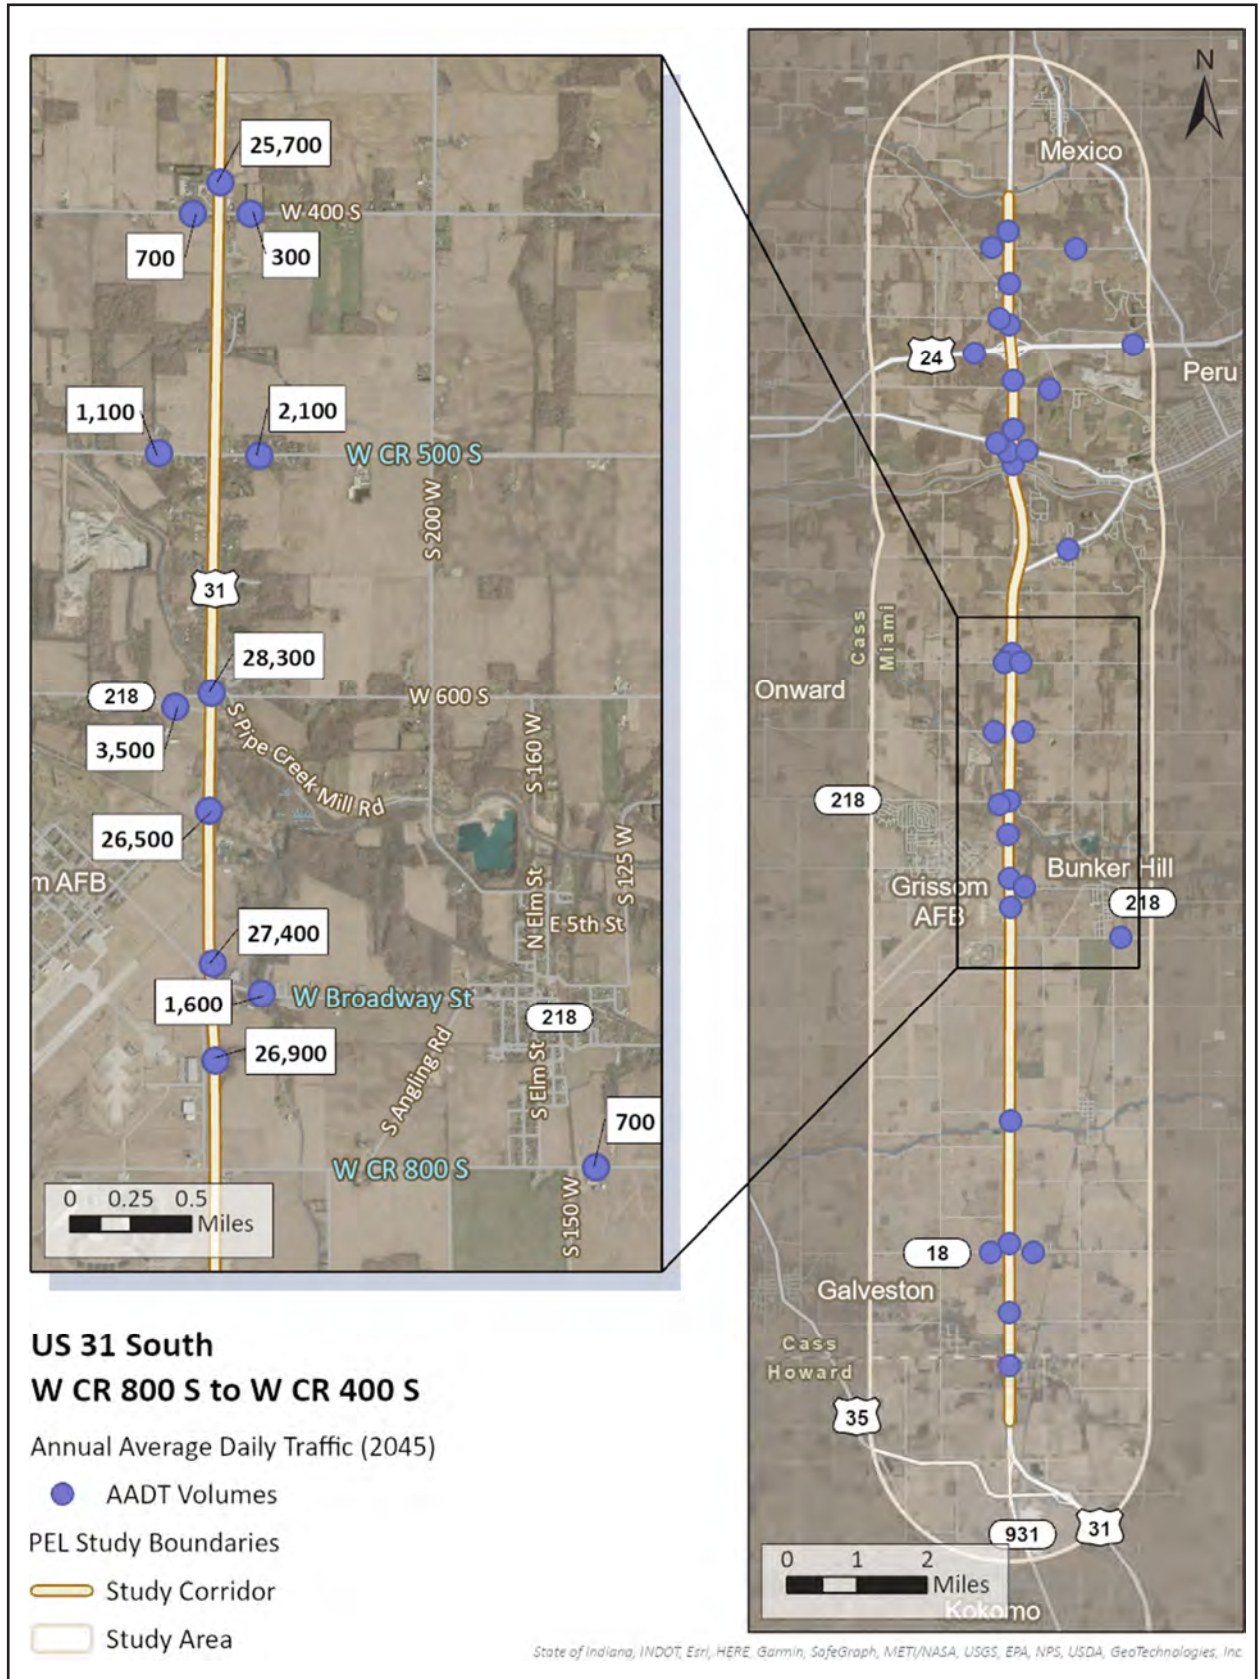 25,700
W 400 S
700
300
1,100
2,100
W CR 500 S
S 200 W
31
28,300
218
W 600 S
3,500
S Pipe Creek Mill Rd
S 160 W
26,500
S 125 W
m AFB
N Elm St
E 5th St
27,400
1,600
W Broadway St
218
26,900
S Angling Rd
S Elm St
700
W CR 800 S
S 150 W
0 0.25 0.5
Miles
N
Mexico
24
Peru
Cass
Miami
Onward
218
Bunker Hill
Grissom
AFB
218
18
Galveston
Cass
Howard
35
931
31
0 1 2
Miles
Kokomo
US 31 South
W CR 800 S to W CR 400 S
Annual Average Daily Traffic (2045)
AADT Volumes
PEL Study Boundaries
Study Corridor
Study Area
State of Indiana, INDOT, Esri, HERE, Garmin, SafeGraph, METI/NASA, USGS, EPA, NPS, USDA, GeoTechnologies, Inc